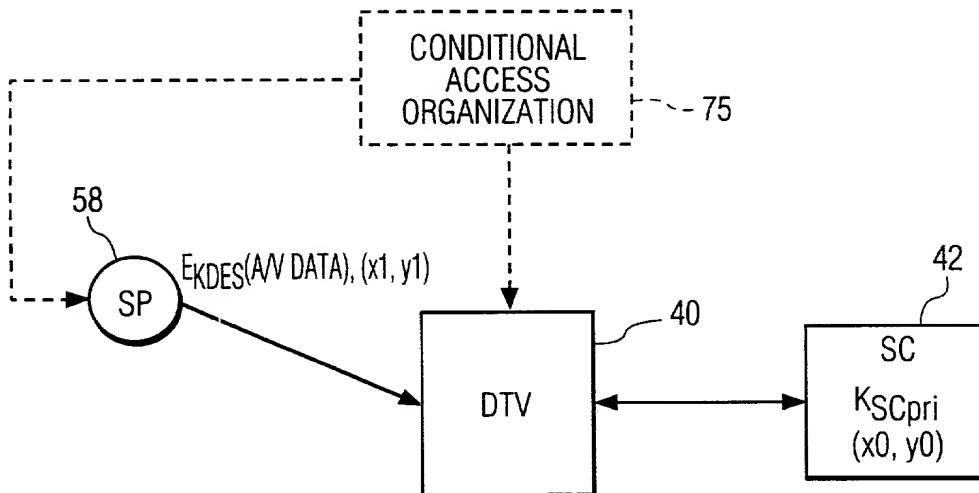 CONDITIONAL
ACCESS
ORGANIZATION
75
58
SP
EKDES(A/V DATA), (x1, y1)
40
DTV
42
SC
KSCpri
(x0, y0)